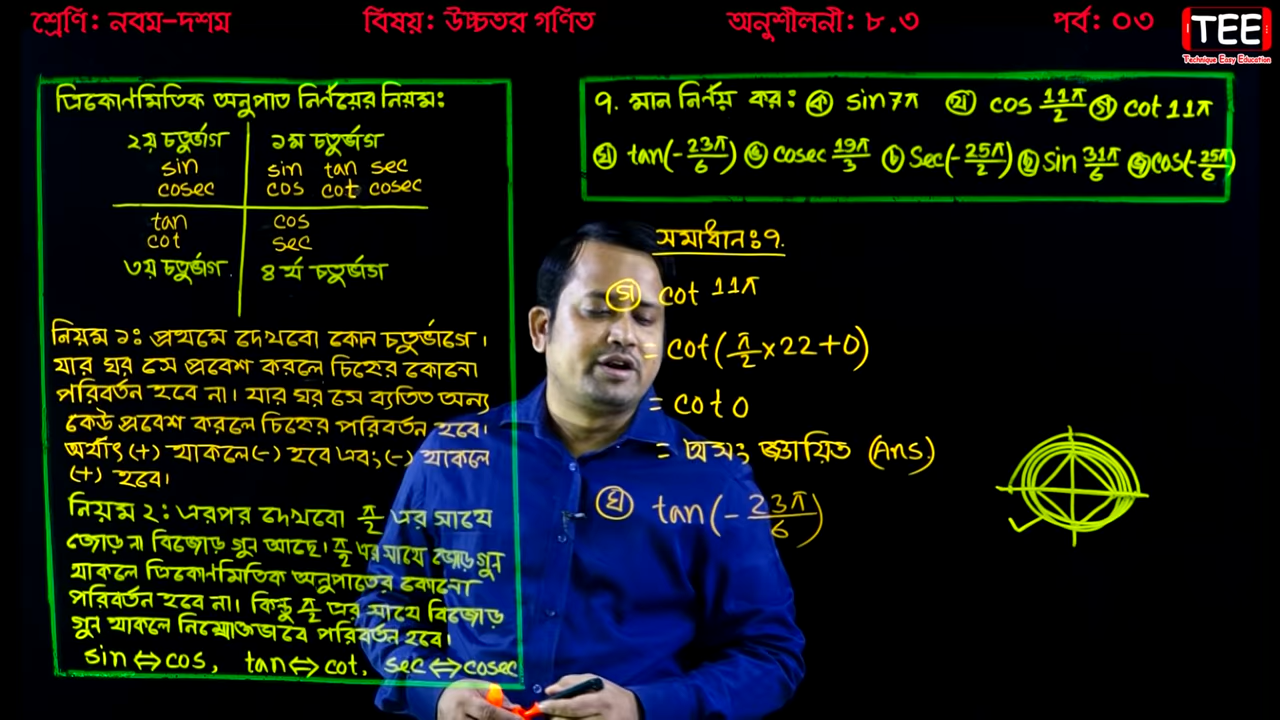 শ্রেণি: নবম-দশম বিষয়: উচ্চতর গণিত অনুশীলনী: ৮.৩ পর্ব: ০৩
TEE
Technique Easy Education
ত্রিকোণমিতিক অনুপাত নির্ণয়ের নিয়ম:
২য় চতুর্ভাগ ১ম চতুর্ভাগ
sin sin tan sec
cosec cos cot cosec
tan cos
cot sec
৩য় চতুর্ভাগ. ৪র্থ চতুর্ভাগ
নিয়ম ১: প্রথমে দেখবো কোন চতুর্ভাগে।
যার ঘর সে প্রবেশ করলে চিহ্নের কোনো
পরিবর্তন হবে না। যার ঘর সে ব্যতিত অন্য
কেউ প্রবেশ করলে চিহ্নের পরিবর্তন হবে।
অর্থাৎ (+) থাকলে (-) হবে এবং (-) থাকলে
(+) হবে।
নিয়ম ২: এরপর দেখবো π/2 এর সাথে
জোড় না বিজোড় গুন আছে। π/2 এর সাথে জোড় গুন
থাকলে ত্রিকোণমিতিক অনুপাতের কোনো
পরিবর্তন হবে না। কিন্তু π/2 এর সাথে বিজোড়
গুন থাকলে নিম্মোক্তভাবে পরিবর্তন হবে।
sin⇔cos, tan⇔cot, sec⇔cosec
৭. মান নির্ণয় কর: ক sin 7π খ cos 11π/2 গ cot 11π
ঘ tan(-23π/6) ঙ cosec 19π/3 চ Sec(-25π/2) ছ sin 31π/6 জ cos(-25π/6)
সমাধান: ৭.
গ cot 11π
= cot(π/2×22+0)
= cot 0
= অসংজ্ঞায়িত (Ans)
ঘ tan(-23π/6)